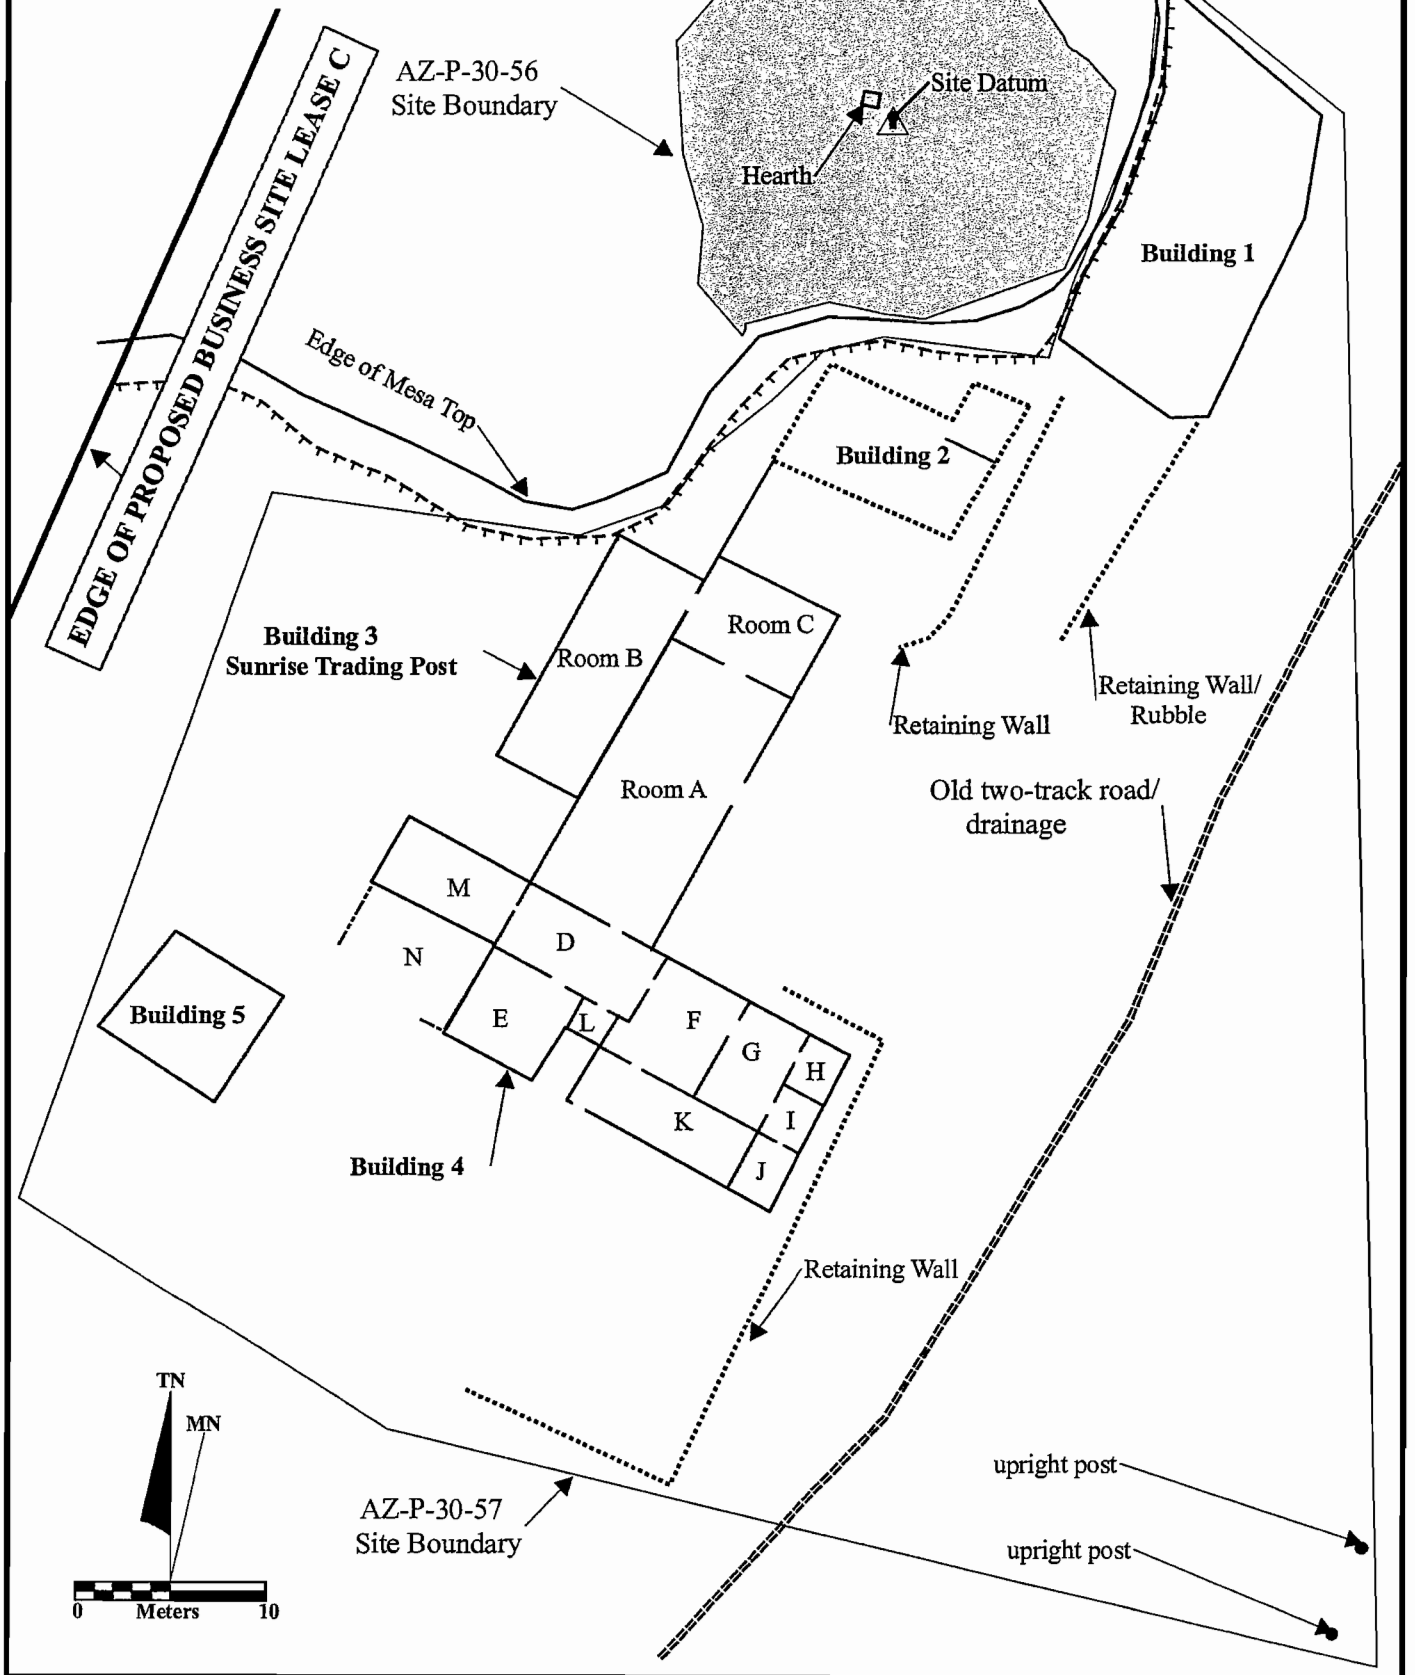 AZ-P-30-56
Site Boundary
Site Datum
Hearth
EDGE OF PROPOSED BUSINESS SITE LEASE C
Building 1
Edge of Mesa Top
Building 2
Building 3
Sunrise Trading Post
Room B
Room C
Retaining Wall/
Rubble
Retaining Wall
Room A
Old two-track road/
drainage
M
D
N
Building 5
E
L
F
G
H
I
K
J
Building 4
Retaining Wall
TN
MN
AZ-P-30-57
Site Boundary
upright post
upright post
0 Meters 10